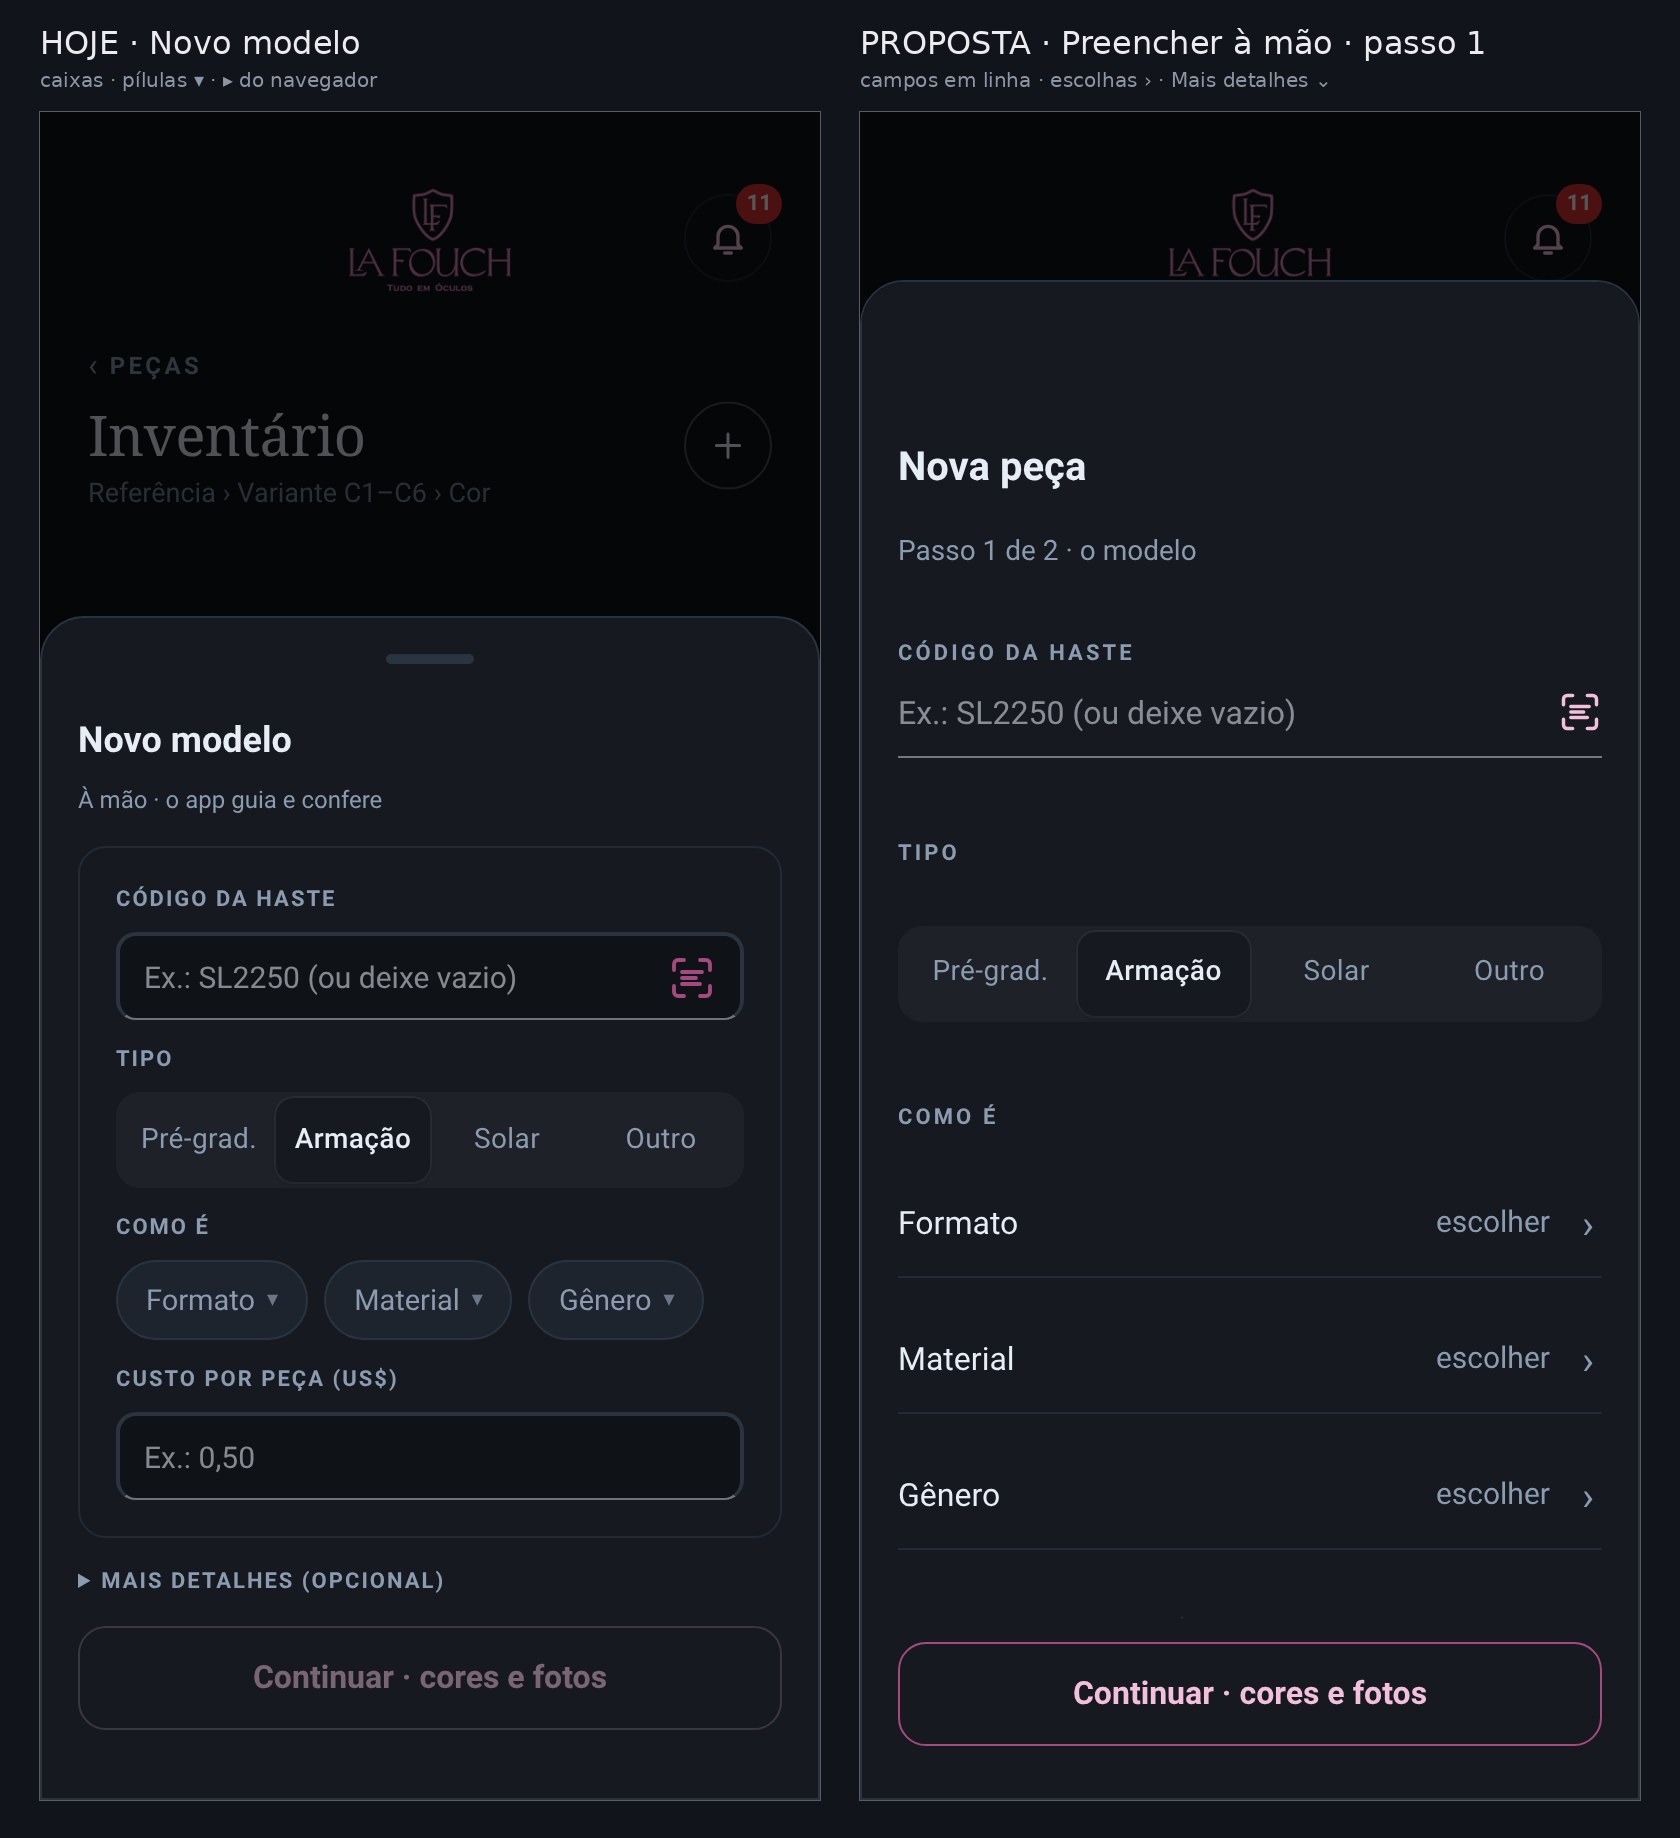 HOJE · Novo modelo
caixas · pílulas ▾ · ▸ do navegador
11
LF
LA FOUCH
TUDO EM ÓCULOS
‹ PEÇAS
Inventário
+
Referência › Variante C1–C6 › Cor
Novo modelo
À mão · o app guia e confere
CÓDIGO DA HASTE
Ex.: SL2250 (ou deixe vazio)
TIPO
Pré-grad. Armação Solar Outro
COMO É
Formato ▾ Material ▾ Gênero ▾
CUSTO POR PEÇA (US$)
Ex.: 0,50
▶ MAIS DETALHES (OPCIONAL)
Continuar · cores e fotos
PROPOSTA · Preencher à mão · passo 1
campos em linha · escolhas › · Mais detalhes ⌄
11
LF
LA FOUCH
Nova peça
Passo 1 de 2 · o modelo
CÓDIGO DA HASTE
Ex.: SL2250 (ou deixe vazio)
TIPO
Pré-grad. Armação Solar Outro
COMO É
Formato escolher ›
Material escolher ›
Gênero escolher ›
Continuar · cores e fotos